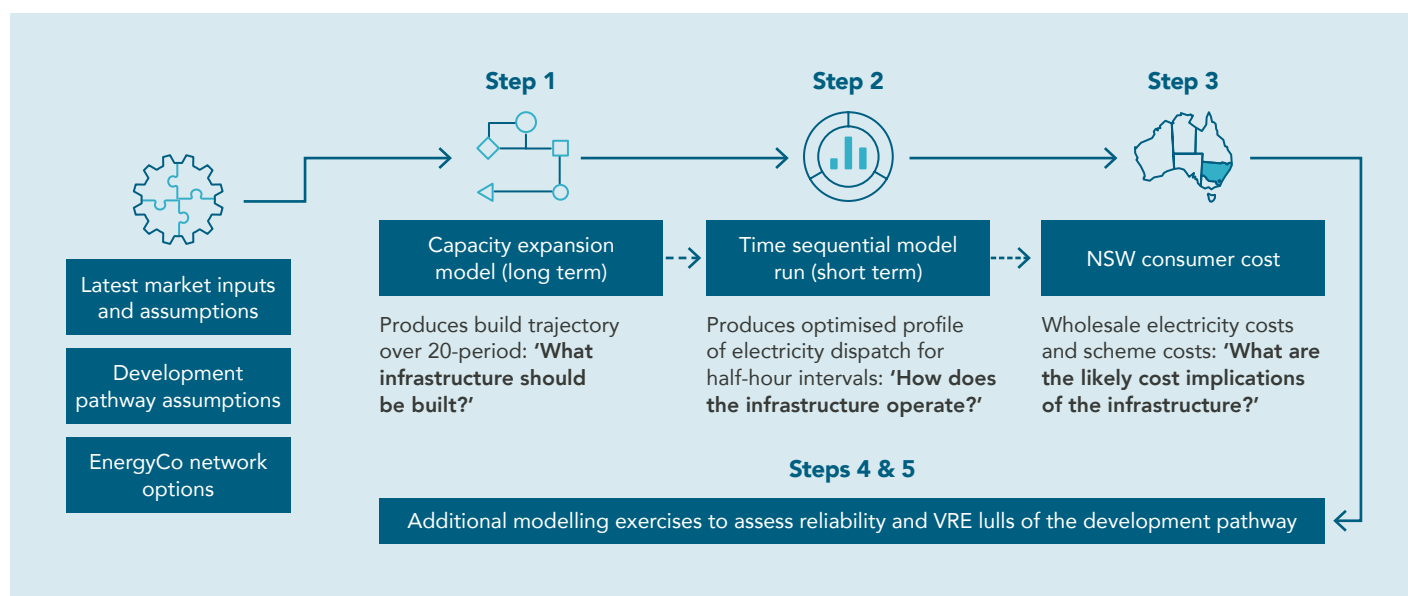 Step 1
Step 2
Step 3
Latest market inputs
and assumptions
Development
pathway assumptions
EnergyCo network
options
Capacity expansion
model (long term)
Produces build trajectory
over 20-period: ‘What
infrastructure should
be built?’
Time sequential model
run (short term)
Produces optimised profile
of electricity dispatch for
half-hour intervals: ‘How does
the infrastructure operate?’
NSW consumer cost
Wholesale electricity costs
and scheme costs: ‘What are
the likely cost implications
of the infrastructure?’
Steps 4 & 5
Additional modelling exercises to assess reliability and VRE lulls of the development pathway